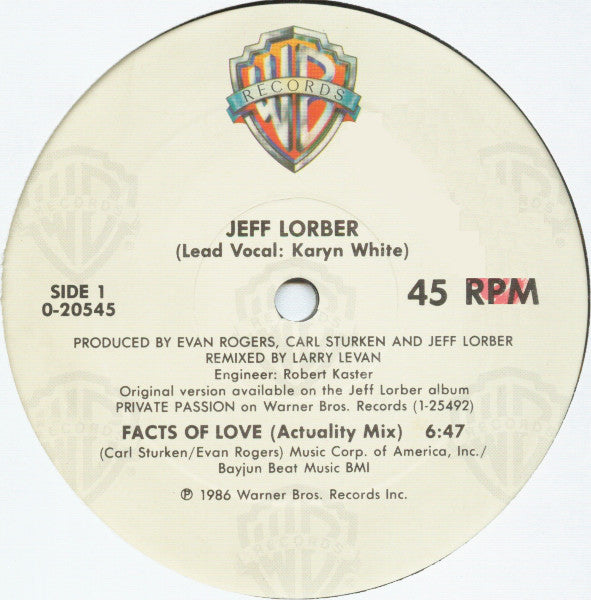 WB
RECORDS
JEFF LORBER
(Lead Vocal: Karyn White)
SIDE 1
0-20545
45 RPM
PRODUCED BY EVAN ROGERS, CARL STURKEN AND JEFF LORBER
REMIXED BY LARRY LEVAN
Engineer: Robert Kaster
Original version available on the Jeff Lorber album
PRIVATE PASSION on Warner Bros. Records (1-25492)
FACTS OF LOVE (Actuality Mix) 6:47
(Carl Sturken/Evan Rogers) Music Corp. of America, Inc./
Bayjun Beat Music BMI
℗ 1986 Warner Bros. Records Inc.